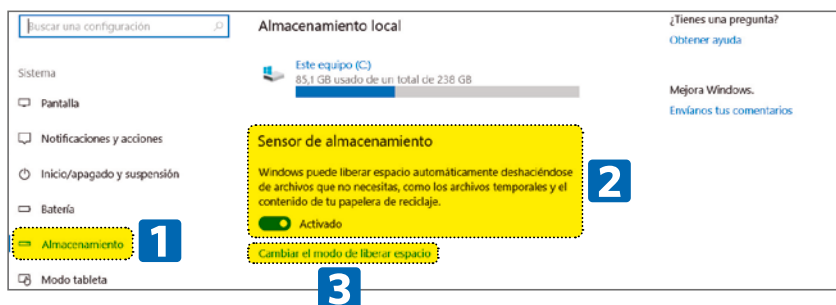 Buscar una configuración
Sistema
Pantalla
Notificaciones y acciones
Inicio/apagado y suspensión
Batería
Almacenamiento
1
Modo tableta
Almacenamiento local
Este equipo (C)
85,1 GB usado de un total de 238 GB
Sensor de almacenamiento
Windows puede liberar espacio automáticamente deshaciéndose
de archivos que no necesitas, como los archivos temporales y el
contenido de tu papelera de reciclaje.
Activado
2
Cambiar el modo de liberar espacio
3
¿Tienes una pregunta?
Obtener ayuda
Mejora Windows.
Envíanos tus comentarios